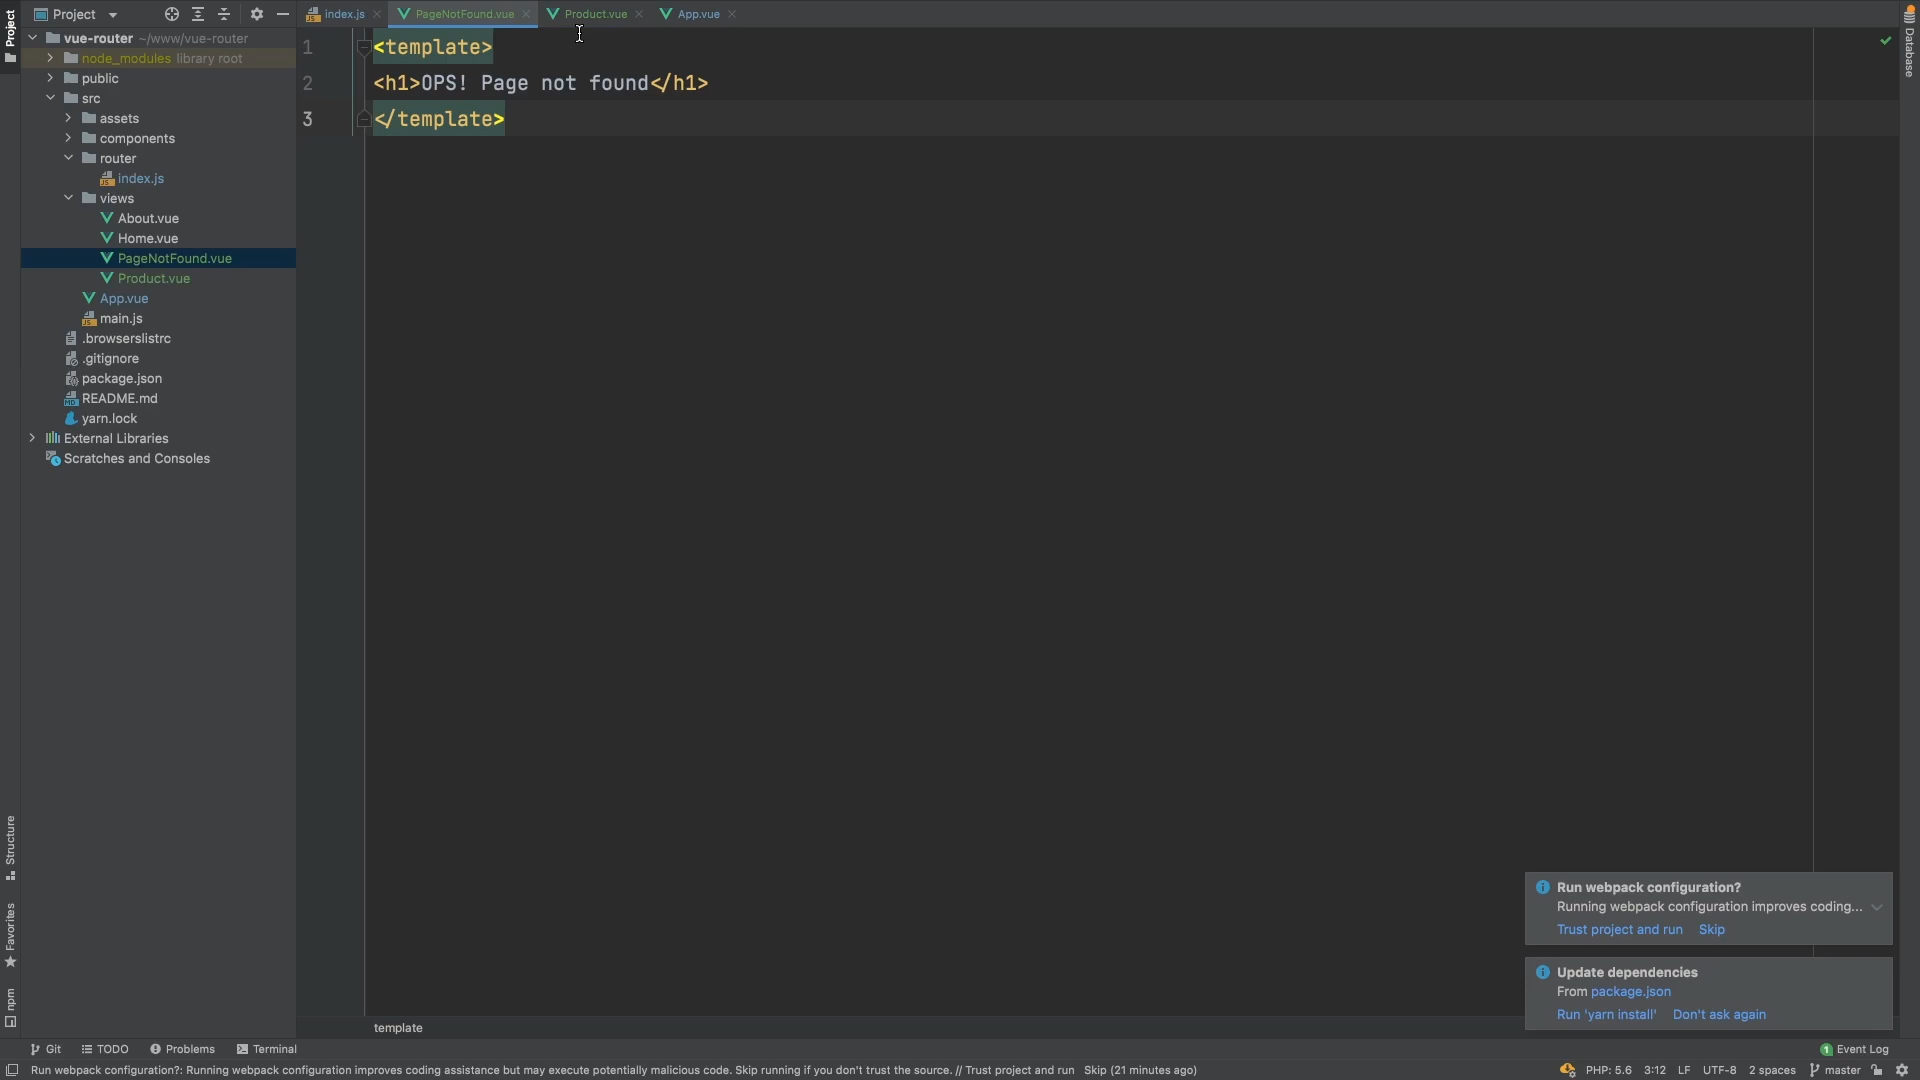 Project
index.js
PageNotFound.vue
Product.vue
App.vue
Project
vue-router ~/www/vue-router
node_modules library root
public
src
assets
components
router
index.js
views
About.vue
Home.vue
PageNotFound.vue
Product.vue
App.vue
main.js
.browserslistrc
.gitignore
package.json
README.md
yarn.lock
External Libraries
Scratches and Consoles
1 <template>
2 <h1>OPS! Page not found</h1>
3 </template>
Database
Structure
Favorites
npm
Run webpack configuration?
Running webpack configuration improves coding...
Trust project and run Skip
Update dependencies
From package.json
Run 'yarn install' Don't ask again
template
Git TODO Problems Terminal
1 Event Log
Run webpack configuration?: Running webpack configuration improves coding assistance but may execute potentially malicious code. Skip running if you don't trust the source. // Trust project and run Skip (21 minutes ago)
PHP: 5.6 3:12 LF UTF-8 2 spaces master